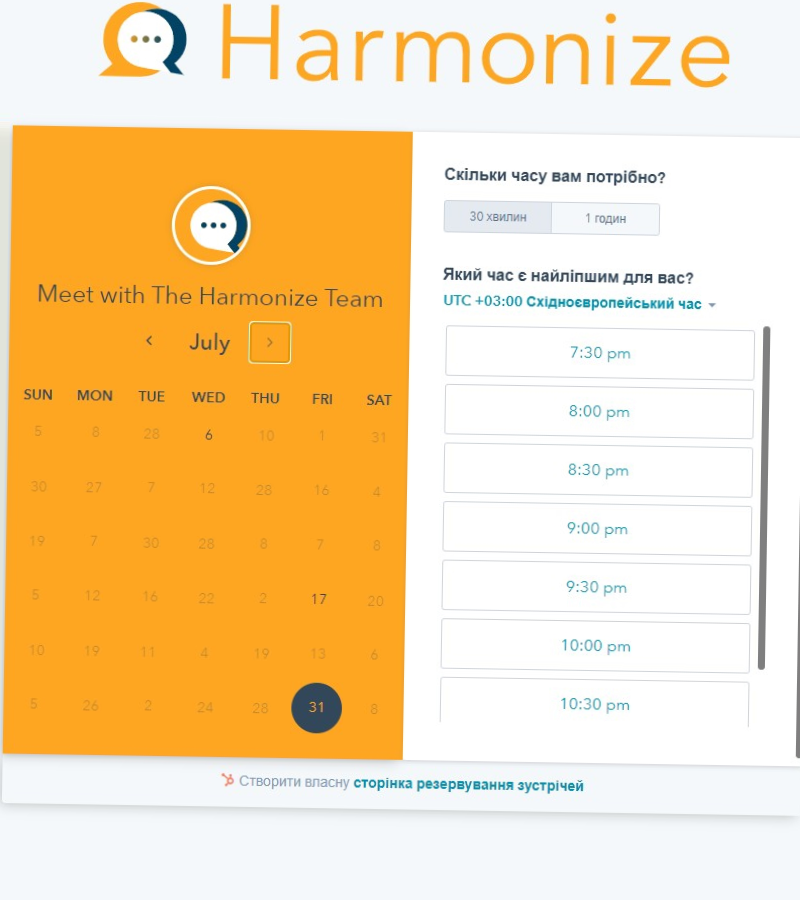 Harmonize
Meet with The Harmonize Team
July
SUN MON TUE WED THU FRI SAT
5 8 28 6 10 1 31
30 27 7 12 28 16 4
19 7 30 28 8 7 8
5 12 16 22 2 17 20
10 19 11 4 19 13 6
5 26 2 24 28 31 8
Скільки часу вам потрібно?
30 хвилин 1 годин
Який час є найліпшим для вас?
UTC +03:00 Східноєвропейський час
7:30 pm
8:00 pm
8:30 pm
9:00 pm
9:30 pm
10:00 pm
10:30 pm
Створити власну сторінка резервування зустрічей